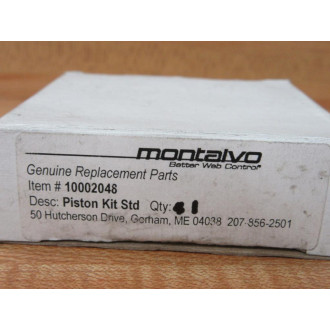 montalvo
Better Web Control
Genuine Replacement Parts
Item # 10002048
Desc: Piston Kit Std Qty: 1
50 Hutcherson Drive, Gorham, ME 04038 207-856-2501